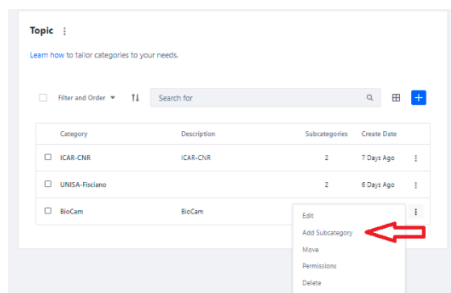 Topic
Learn how to tailor categories to your needs.
Filter and Order Search for
Category Description Subcategories Create Date
ICAR-CNR ICAR-CNR 2 7 Days Ago
UNISA-Fisciano 2 6 Days Ago
BioCam BioCam
Edit
Add Subcategory
Move
Permissions
Delete